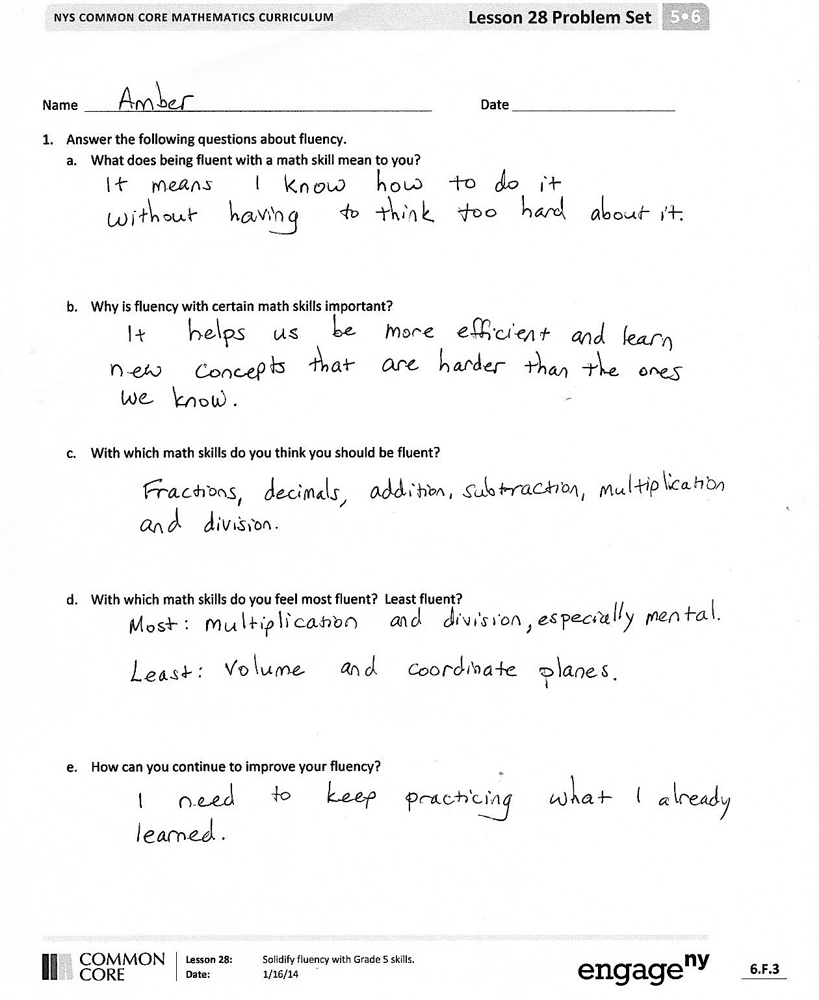 NYS COMMON CORE MATHEMATICS CURRICULUM Lesson 28 Problem Set 5•6
Name Amber Date
1. Answer the following questions about fluency.
a. What does being fluent with a math skill mean to you?
It means I know how to do it
without having to think too hard about it.
b. Why is fluency with certain math skills important?
It helps us be more efficient and learn
new concepts that are harder than the ones
we know.
c. With which math skills do you think you should be fluent?
Fractions, decimals, addition, subtraction, multiplication
and division.
d. With which math skills do you feel most fluent? Least fluent?
Most: multiplication and division, especially mental.
Least: Volume and coordinate planes.
e. How can you continue to improve your fluency?
I need to keep practicing what I already
learned.
COMMON CORE
Lesson 28: Solidify fluency with Grade 5 skills.
Date: 1/16/14
engageny
6.F.3